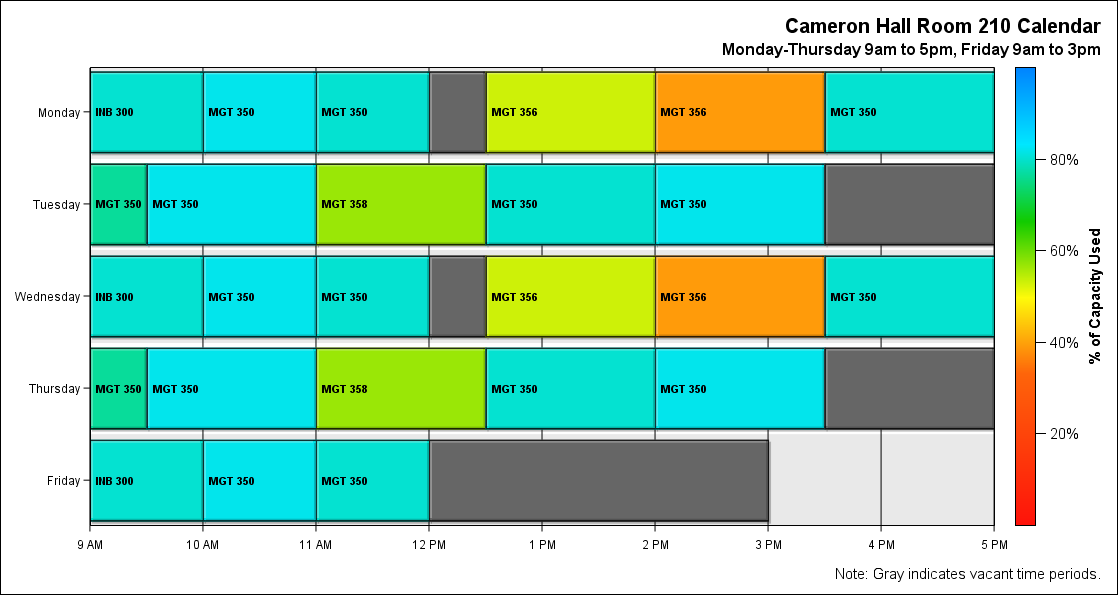 Cameron Hall Room 210 Calendar
Monday-Thursday 9am to 5pm, Friday 9am to 3pm
Monday
INB 300
MGT 350
MGT 350
MGT 356
MGT 356
MGT 350
Tuesday
MGT 350
MGT 350
MGT 358
MGT 350
MGT 350
Wednesday
INB 300
MGT 350
MGT 350
MGT 356
MGT 356
MGT 350
Thursday
MGT 350
MGT 350
MGT 358
MGT 350
MGT 350
Friday
INB 300
MGT 350
MGT 350
9 AM
10 AM
11 AM
12 PM
1 PM
2 PM
3 PM
4 PM
5 PM
80%
60%
40%
20%
% of Capacity Used
Note: Gray indicates vacant time periods.